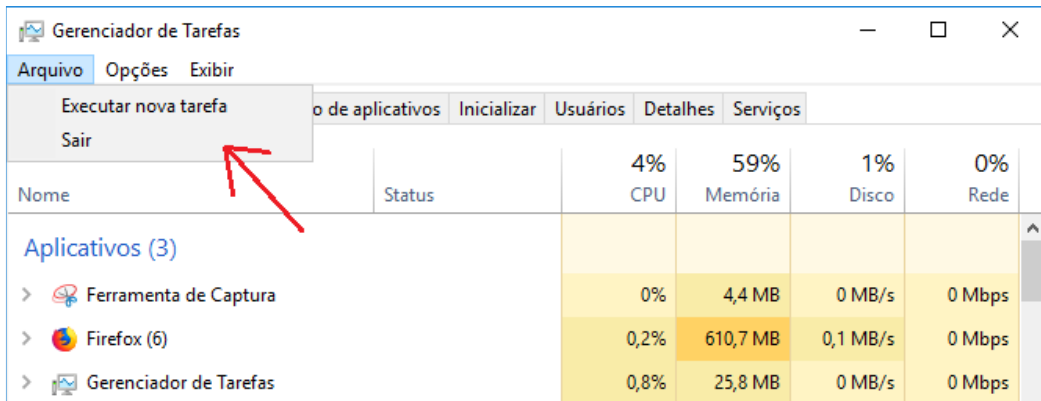 Gerenciador de Tarefas
Arquivo Opções Exibir
Executar nova tarefa
Sair
o de aplicativos Inicializar Usuários Detalhes Serviços
4% 59% 1% 0%
Nome Status CPU Memória Disco Rede
Aplicativos (3)
Ferramenta de Captura 0% 4,4 MB 0 MB/s 0 Mbps
Firefox (6) 0,2% 610,7 MB 0,1 MB/s 0 Mbps
Gerenciador de Tarefas 0,8% 25,8 MB 0 MB/s 0 Mbps